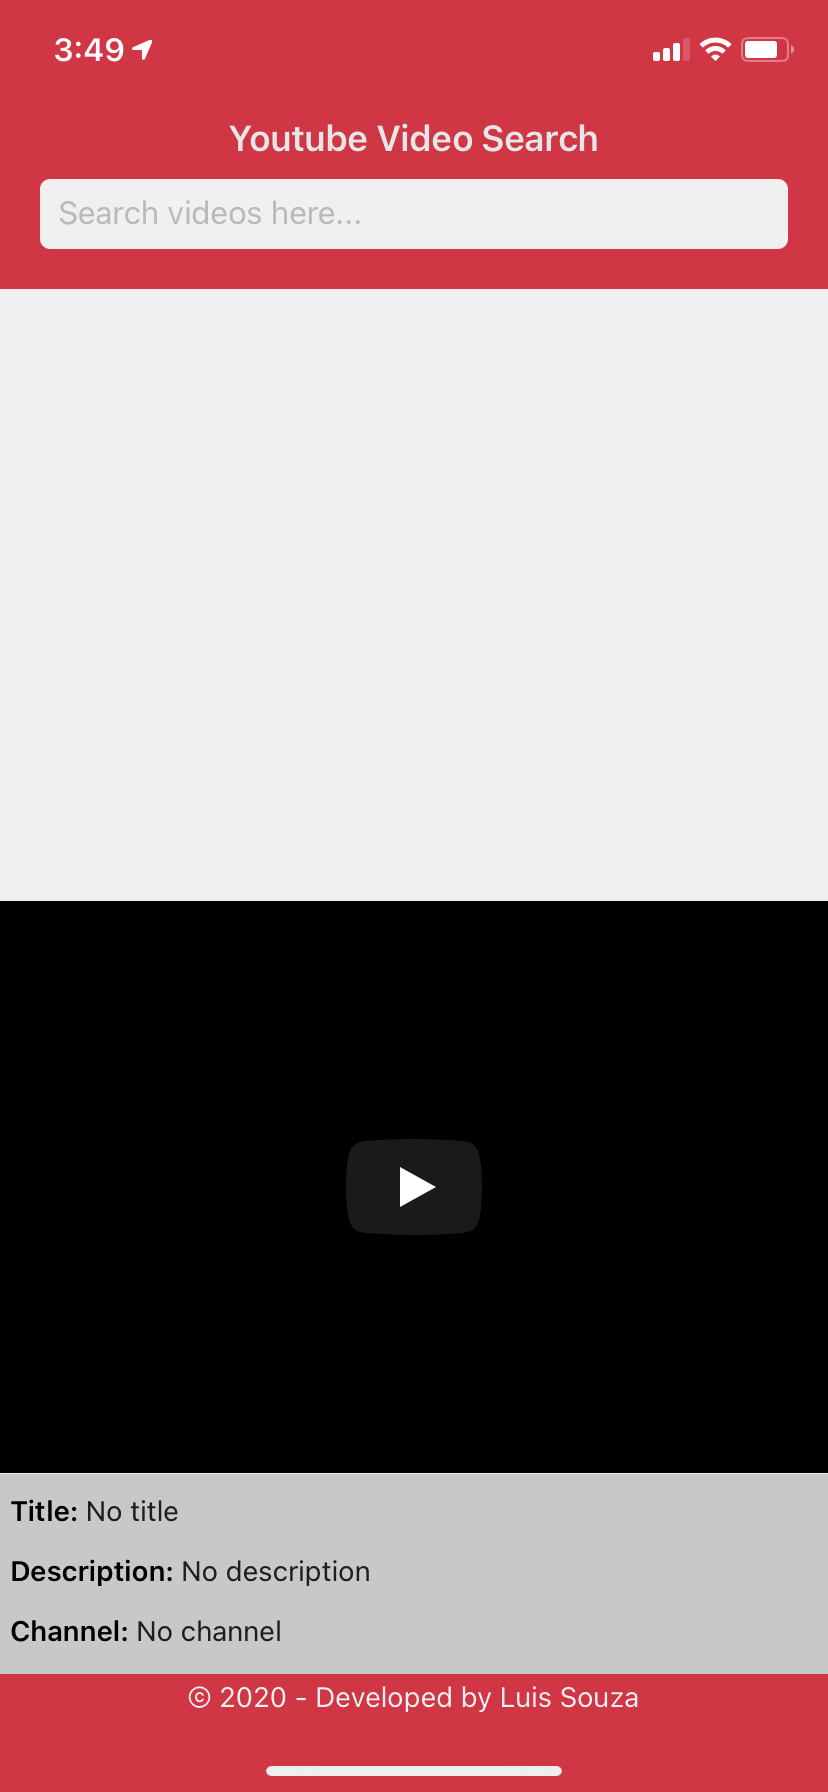 3:49
Youtube Video Search
Search videos here...
Title: No title
Description: No description
Channel: No channel
© 2020 - Developed by Luis Souza